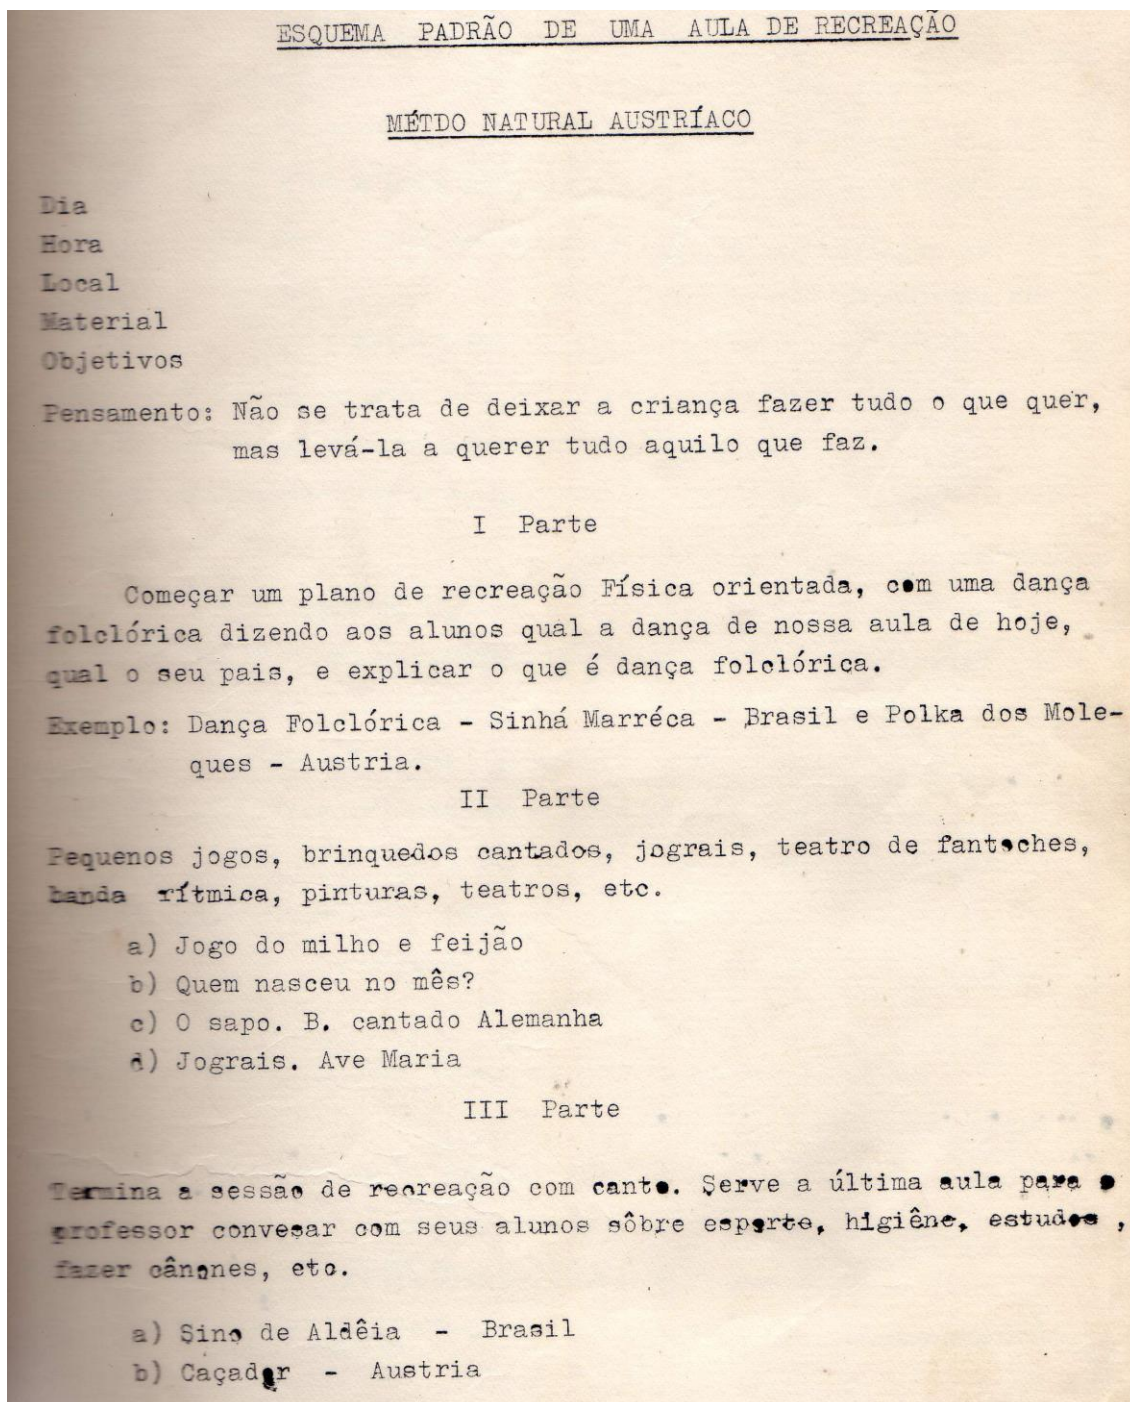 ESQUEMA PADRÃO DE UMA AULA DE RECREAÇÃO
MÉTDO NATURAL AUSTRÍACO
Dia
Hora
Local
Material
Objetivos
Pensamento: Não se trata de deixar a criança fazer tudo o que quer,
mas levá-la a querer tudo aquilo que faz.
I Parte
Começar um plano de recreação Física orientada, com uma dança
folclórica dizendo aos alunos qual a dança de nossa aula de hoje,
qual o seu pais, e explicar o que é dança folclórica.
Exemplo: Dança Folclórica - Sinhá Marréca - Brasil e Polka dos Mole-
ques - Austria.
II Parte
Pequenos jogos, brinquedos cantados, jograis, teatro de fantoches,
banda rítmica, pinturas, teatros, etc.
a) Jogo do milho e feijão
b) Quem nasceu no mês?
c) O sapo. B. cantado Alemanha
d) Jograis. Ave Maria
III Parte
Termina a sessão de recreação com canto. Serve a última aula para o
professor convesar com seus alunos sôbre esporte, higiêne, estudos ,
fazer cânones, etc.
a) Sino de Aldêia - Brasil
b) Caçador - Austria